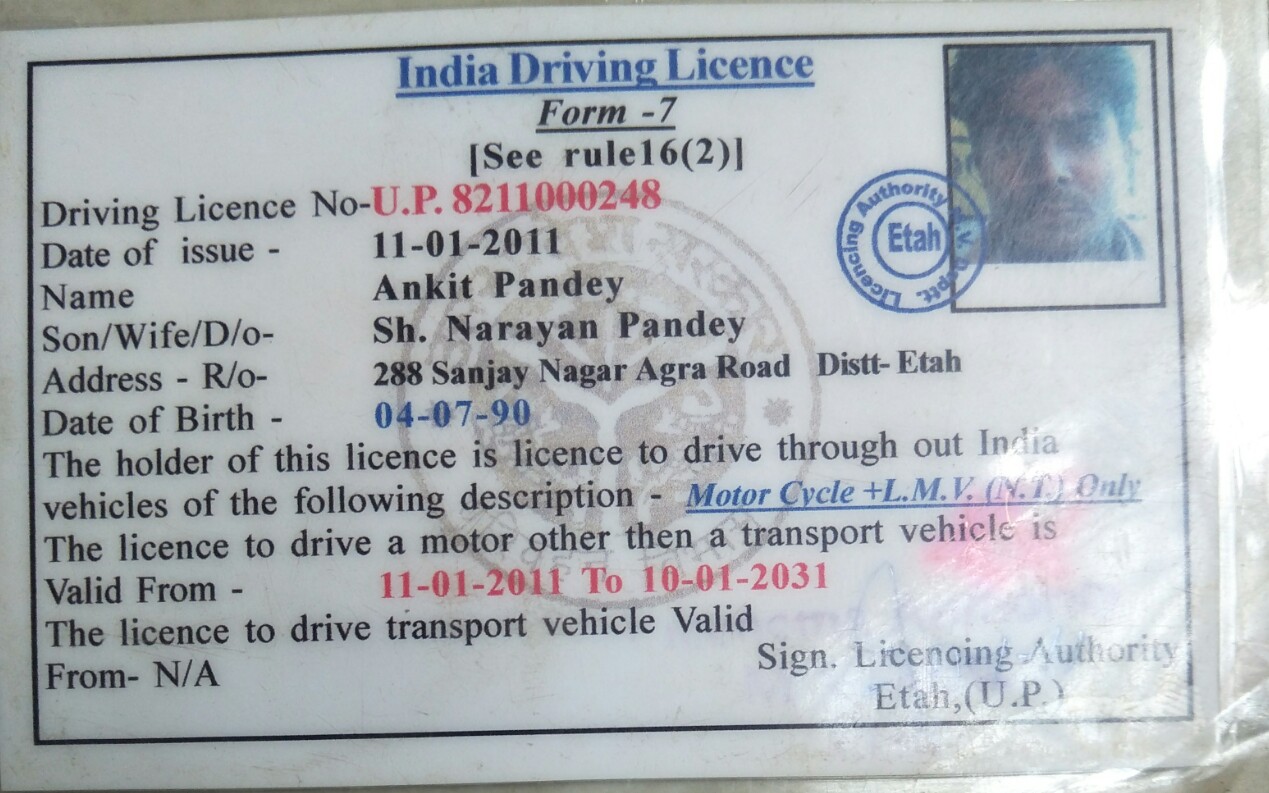 India Driving Licence
Form -7
[See rule16(2)]
Driving Licence No-U.P. 8211000248
Date of issue - 11-01-2011
Name Ankit Pandey
Son/Wife/D/o- Sh. Narayan Pandey
Address - R/o- 288 Sanjay Nagar Agra Road Distt- Etah
Date of Birth - 04-07-90
The holder of this licence is licence to drive through out India
vehicles of the following description - Motor Cycle +L.M.V. (N.T.) Only
The licence to drive a motor other then a transport vehicle is
Valid From - 11-01-2011 To 10-01-2031
The licence to drive transport vehicle Valid
From- N/A
Sign. Licencing Authority
Etah,(U.P.)
Licencing Authority
Etah